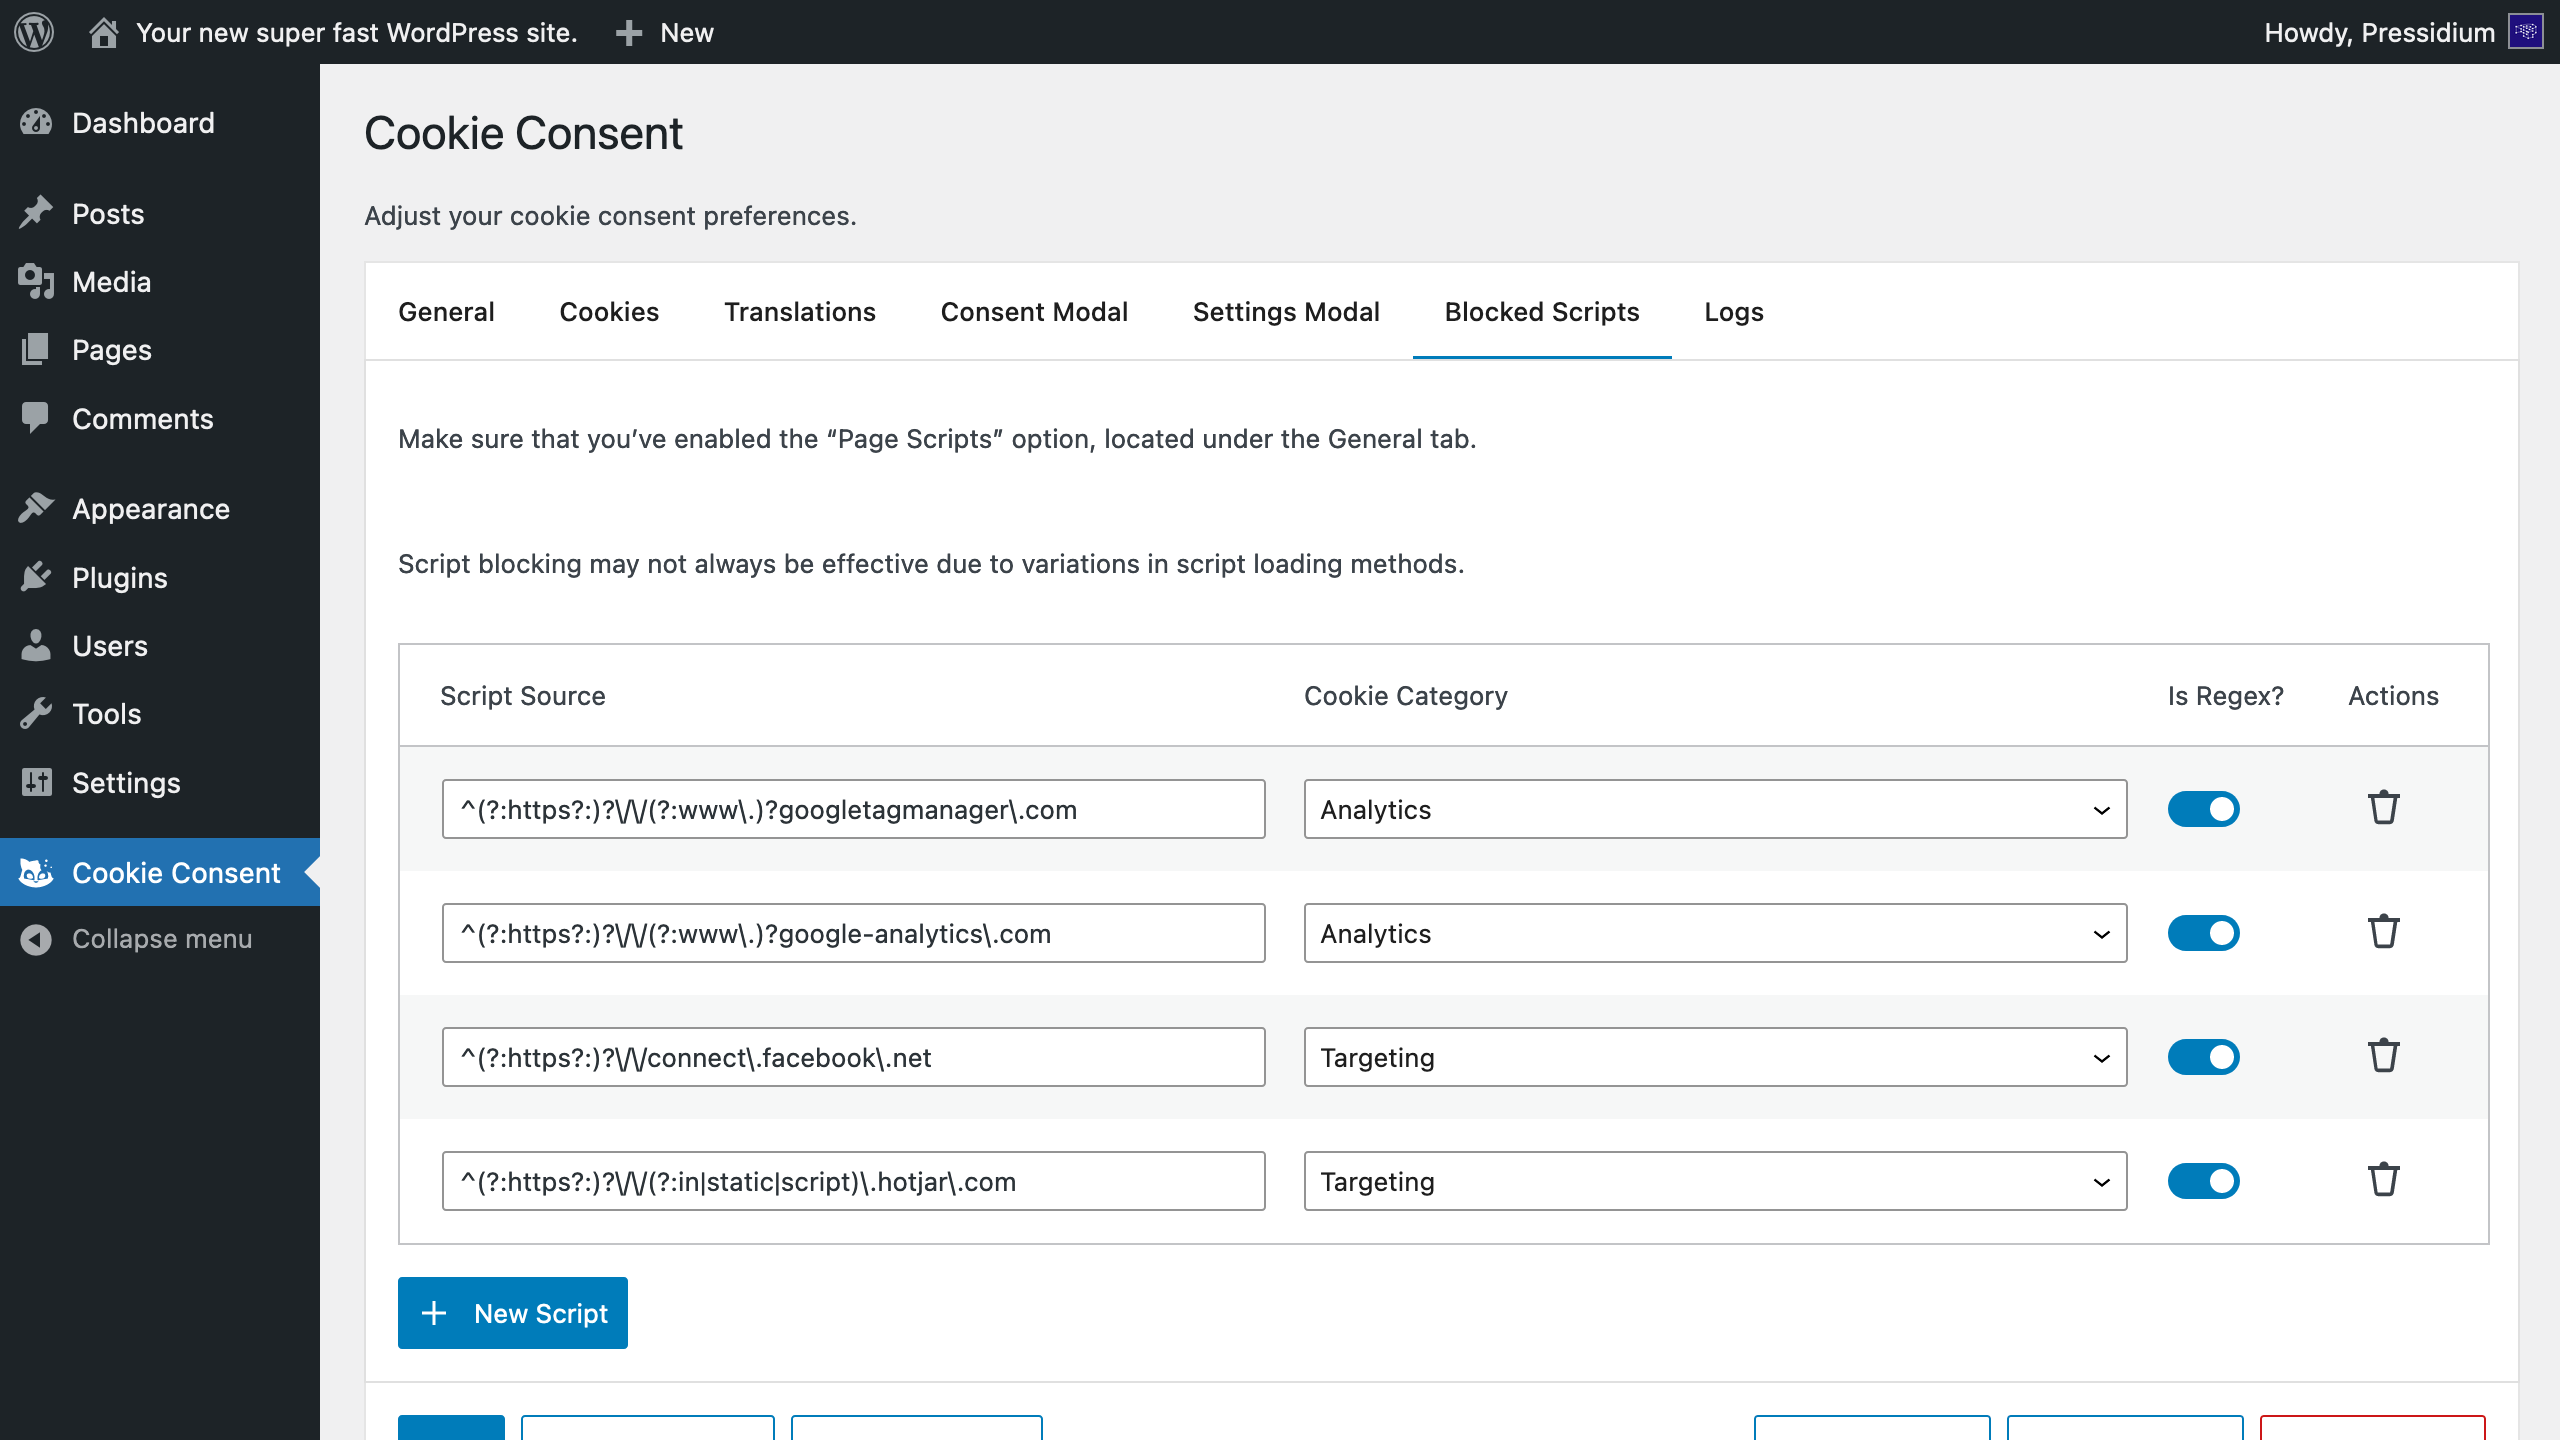 Your new super fast WordPress site. New Howdy, Pressidium
Dashboard
Posts
Media
Pages
Comments
Appearance
Plugins
Users
Tools
Settings
Cookie Consent
Collapse menu
Cookie Consent
Adjust your cookie consent preferences.
General Cookies Translations Consent Modal Settings Modal Blocked Scripts Logs
Make sure that you’ve enabled the “Page Scripts” option, located under the General tab.
Script blocking may not always be effective due to variations in script loading methods.
Script Source Cookie Category Is Regex? Actions
^(?:https?:)?\/\/(?:www\.)?googletagmanager\.com Analytics
^(?:https?:)?\/\/(?:www\.)?google-analytics\.com Analytics
^(?:https?:)?\/\/connect\.facebook\.net Targeting
^(?:https?:)?\/\/(?:in|static|script)\.hotjar\.com Targeting
New Script